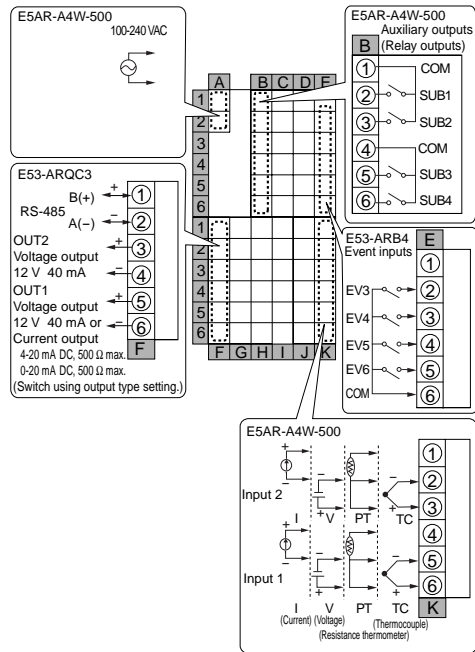 E5AR-A4W-500
100-240 VAC
E5AR-A4W-500
Auxiliary outputs
(Relay outputs)
B
1 COM
2 SUB1
3 SUB2
4 COM
5 SUB3
6 SUB4
A B C D E
1
2
3
4
5
6
1
2
3
4
5
6
F G H I J K
E53-ARQC3
RS-485
B(+) + 1
A(−) − 2
OUT2 + 3
Voltage output
12 V 40 mA − 4
OUT1 + 5
Voltage output
12 V 40 mA or − 6
Current output
4-20 mA DC, 500 Ω max.
0-20 mA DC, 500 Ω max.
F
(Switch using output type setting.)
E53-ARB4
Event inputs
E
1
EV3 2
EV4 3
EV5 4
EV6 5
COM 6
E5AR-A4W-500
1
2
3
4
5
6
K
Input 2
+ − − + − +
I V PT TC
Input 1
+ − − + − +
I V PT TC
(Current) (Voltage) (Thermocouple)
(Resistance thermometer)